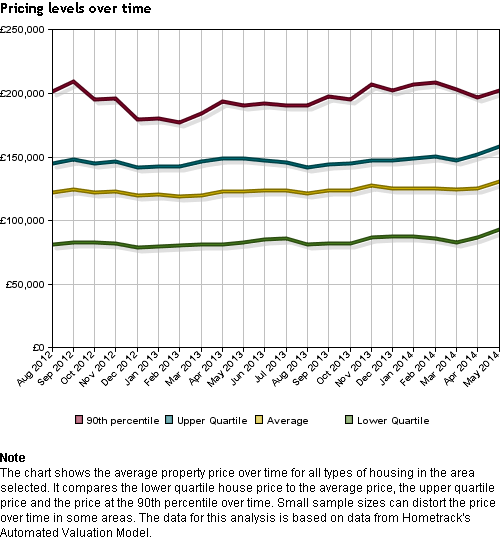 Pricing levels over time
£250,000
£200,000
£150,000
£100,000
£50,000
£0
Aug 2012
Sep 2012
Oct 2012
Nov 2012
Dec 2012
Jan 2013
Feb 2013
Mar 2013
Apr 2013
May 2013
Jun 2013
Jul 2013
Aug 2013
Sep 2013
Oct 2013
Nov 2013
Dec 2013
Jan 2014
Feb 2014
Mar 2014
Apr 2014
May 2014
90th percentile Upper Quartile Average Lower Quartile
Note
The chart shows the average property price over time for all types of housing in the area
selected. It compares the lower quartile house price to the average price, the upper quartile
price and the price at the 90th percentile over time. Small sample sizes can distort the price
over time in some areas. The data for this analysis is based on data from Hometrack's
Automated Valuation Model.